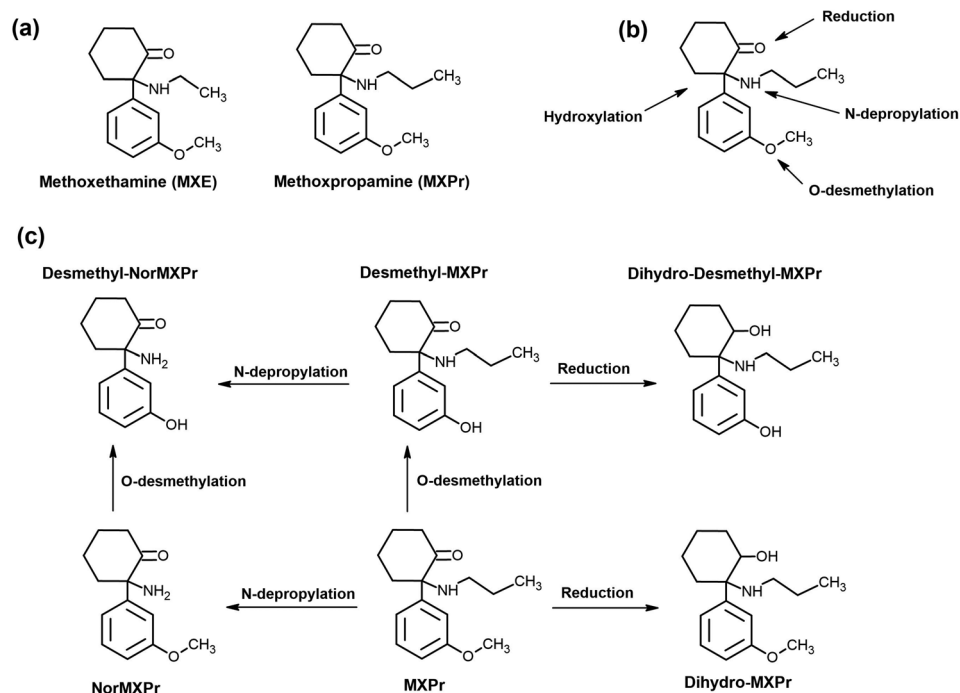 (a)
O
NH
CH3
O
CH3
Methoxethamine (MXE)
O
NH
CH3
O
CH3
Methoxpropamine (MXPr)
(b)
Reduction
O
NH
CH3
Hydroxylation
N-depropylation
O
CH3
O-desmethylation
(c)
Desmethyl-NorMXPr
Desmethyl-MXPr
Dihydro-Desmethyl-MXPr
O
NH2
OH
N-depropylation
O
NH
CH3
OH
Reduction
OH
NH
CH3
OH
O-desmethylation
O-desmethylation
O
NH2
O
CH3
NorMXPr
N-depropylation
O
NH
CH3
O
CH3
MXPr
Reduction
OH
NH
CH3
O
CH3
Dihydro-MXPr